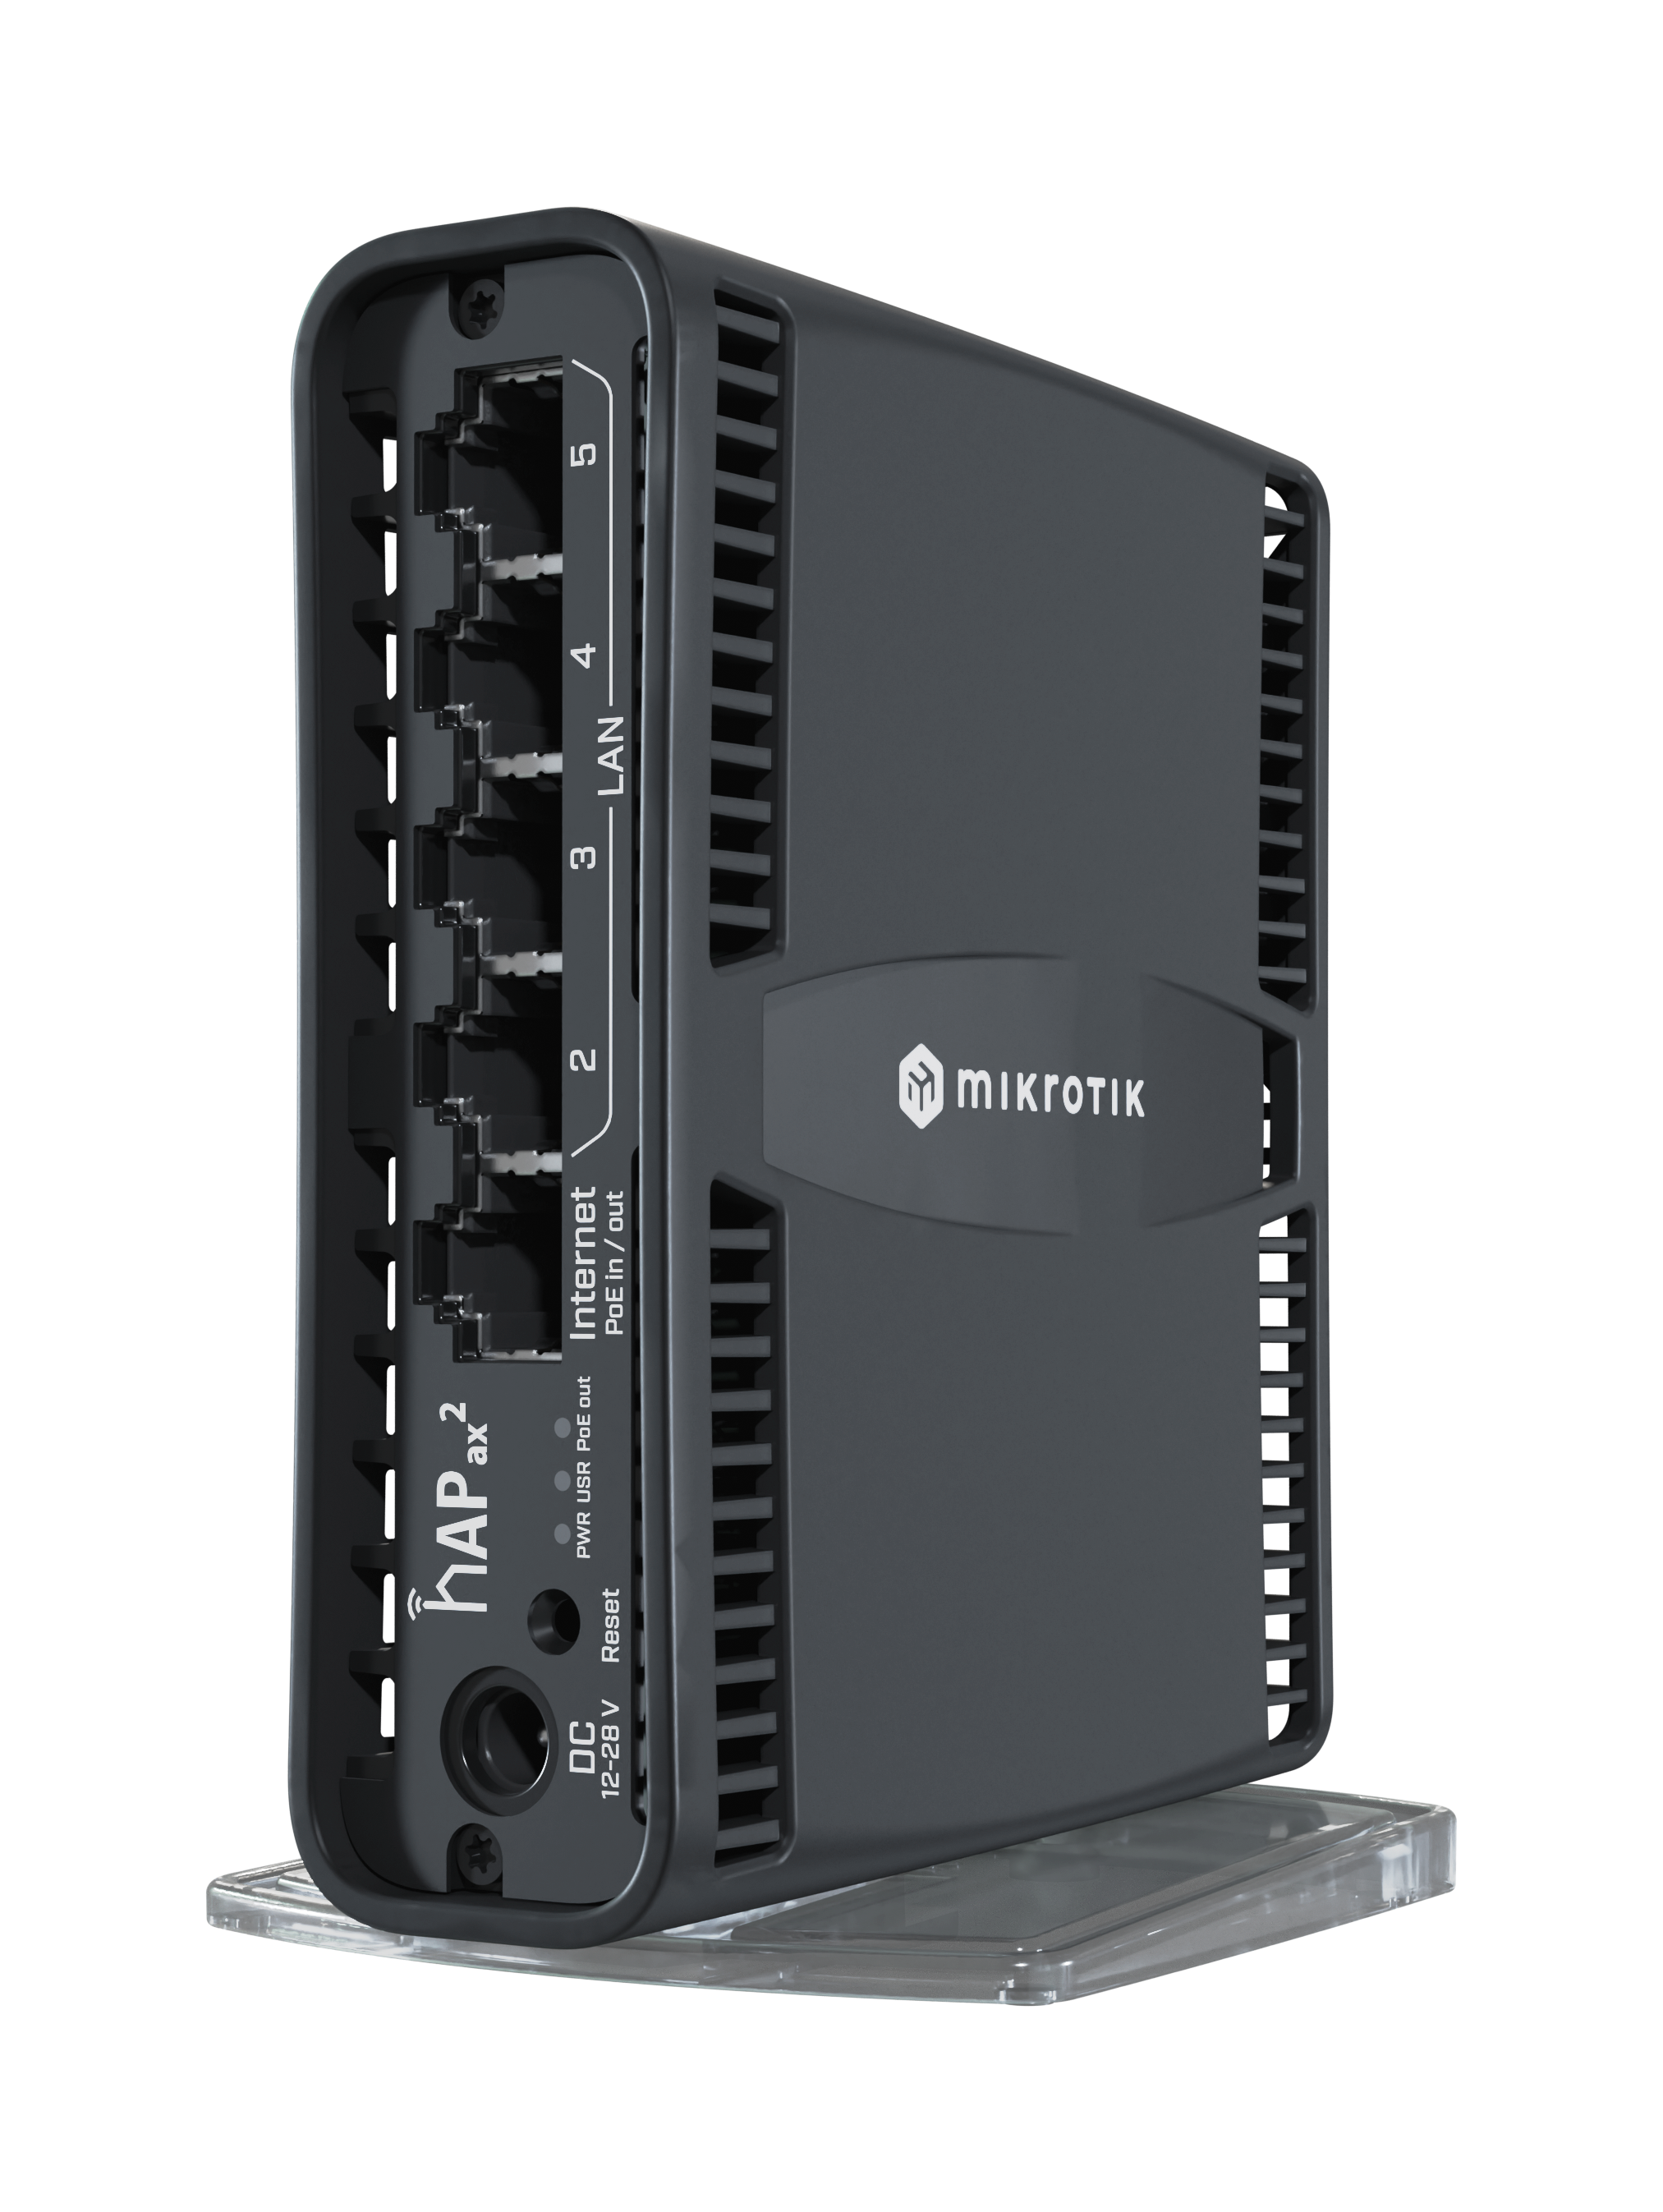 5
4
3
2
LAN
Internet
PoE in / out
hAP ax²
PoE out
USR
PWR
Reset
DC
12-28 V
mikrotik